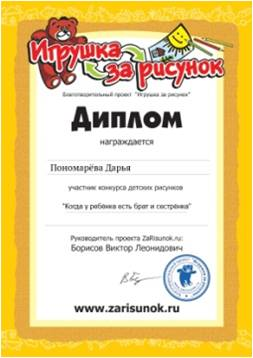 Игрушка
за рисунок
Благотворительный проект "Игрушка за рисунок"
Диплом
награждается
Пономарёва Дарья
участник конкурса детских рисунков
"Когда у ребёнка есть брат и сестрёнка"
Руководитель проекта ZaRisunok.ru:
Борисов Виктор Леонидович
www.zarisunok.ru